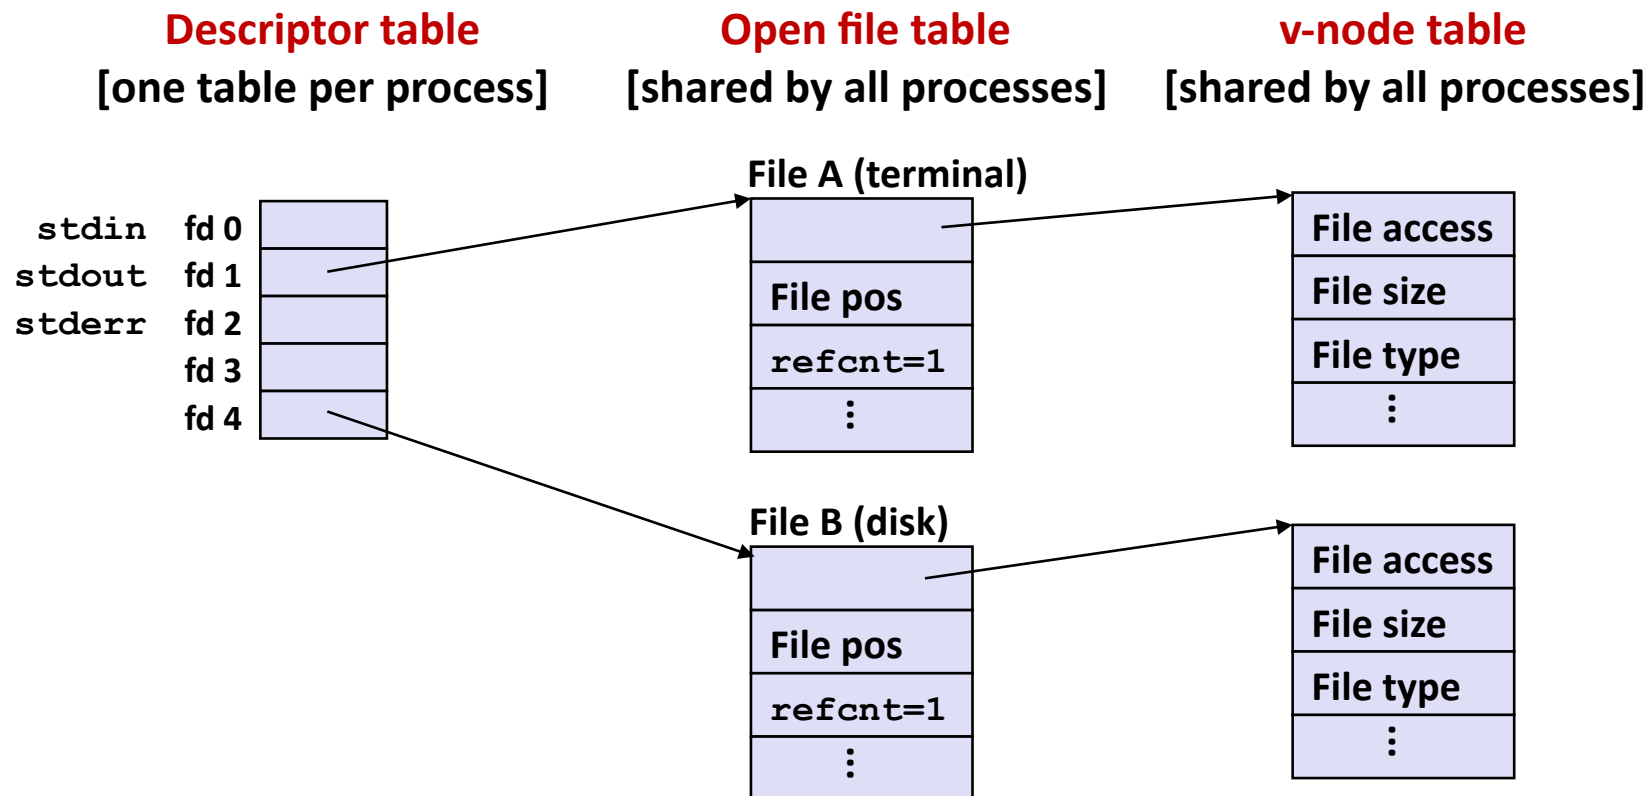 Descriptor table
[one table per process]
Open file table
[shared by all processes]
v-node table
[shared by all processes]
stdin fd 0
stdout fd 1
stderr fd 2
fd 3
fd 4
File A (terminal)
File pos
refcnt=1
⋮
File access
File size
File type
⋮
File B (disk)
File pos
refcnt=1
⋮
File access
File size
File type
⋮